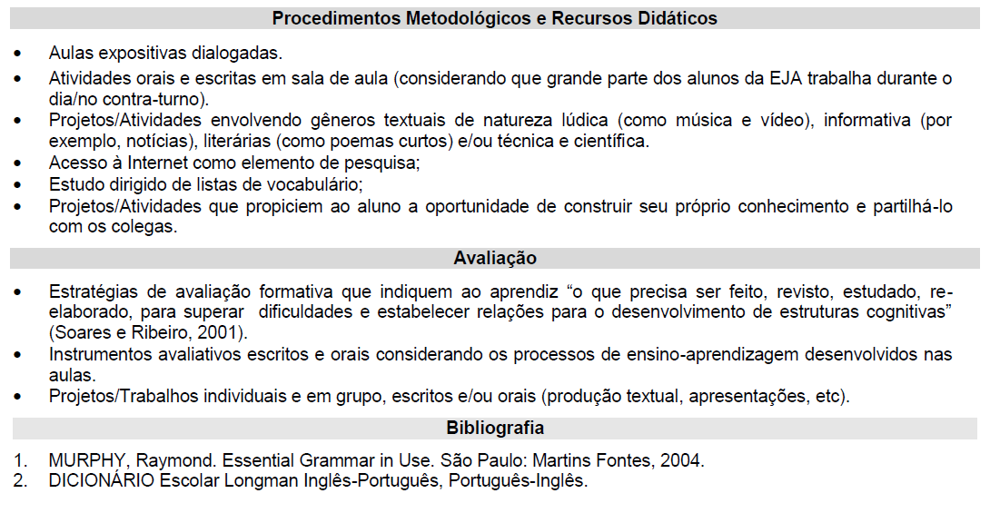 Procedimentos Metodológicos e Recursos Didáticos
• Aulas expositivas dialogadas.
• Atividades orais e escritas em sala de aula (considerando que grande parte dos alunos da EJA trabalha durante o
dia/no contra-turno).
• Projetos/Atividades envolvendo gêneros textuais de natureza lúdica (como música e vídeo), informativa (por
exemplo, notícias), literárias (como poemas curtos) e/ou técnica e científica.
• Acesso à Internet como elemento de pesquisa;
• Estudo dirigido de listas de vocabulário;
• Projetos/Atividades que propiciem ao aluno a oportunidade de construir seu próprio conhecimento e partilhá-lo
com os colegas.
Avaliação
• Estratégias de avaliação formativa que indiquem ao aprendiz “o que precisa ser feito, revisto, estudado, re-
elaborado, para superar dificuldades e estabelecer relações para o desenvolvimento de estruturas cognitivas”
(Soares e Ribeiro, 2001).
• Instrumentos avaliativos escritos e orais considerando os processos de ensino-aprendizagem desenvolvidos nas
aulas.
• Projetos/Trabalhos individuais e em grupo, escritos e/ou orais (produção textual, apresentações, etc).
Bibliografia
1. MURPHY, Raymond. Essential Grammar in Use. São Paulo: Martins Fontes, 2004.
2. DICIONÁRIO Escolar Longman Inglês-Português, Português-Inglês.